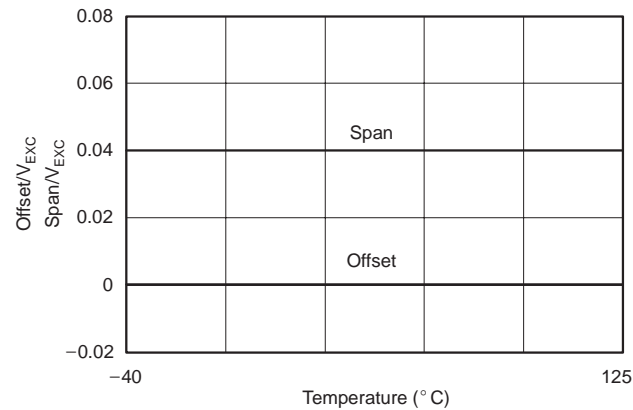 0.08
0.06
0.04
0.02
0
−0.02
Offset/VEXC
Span/VEXC
Span
Offset
−40
125
Temperature (°C)